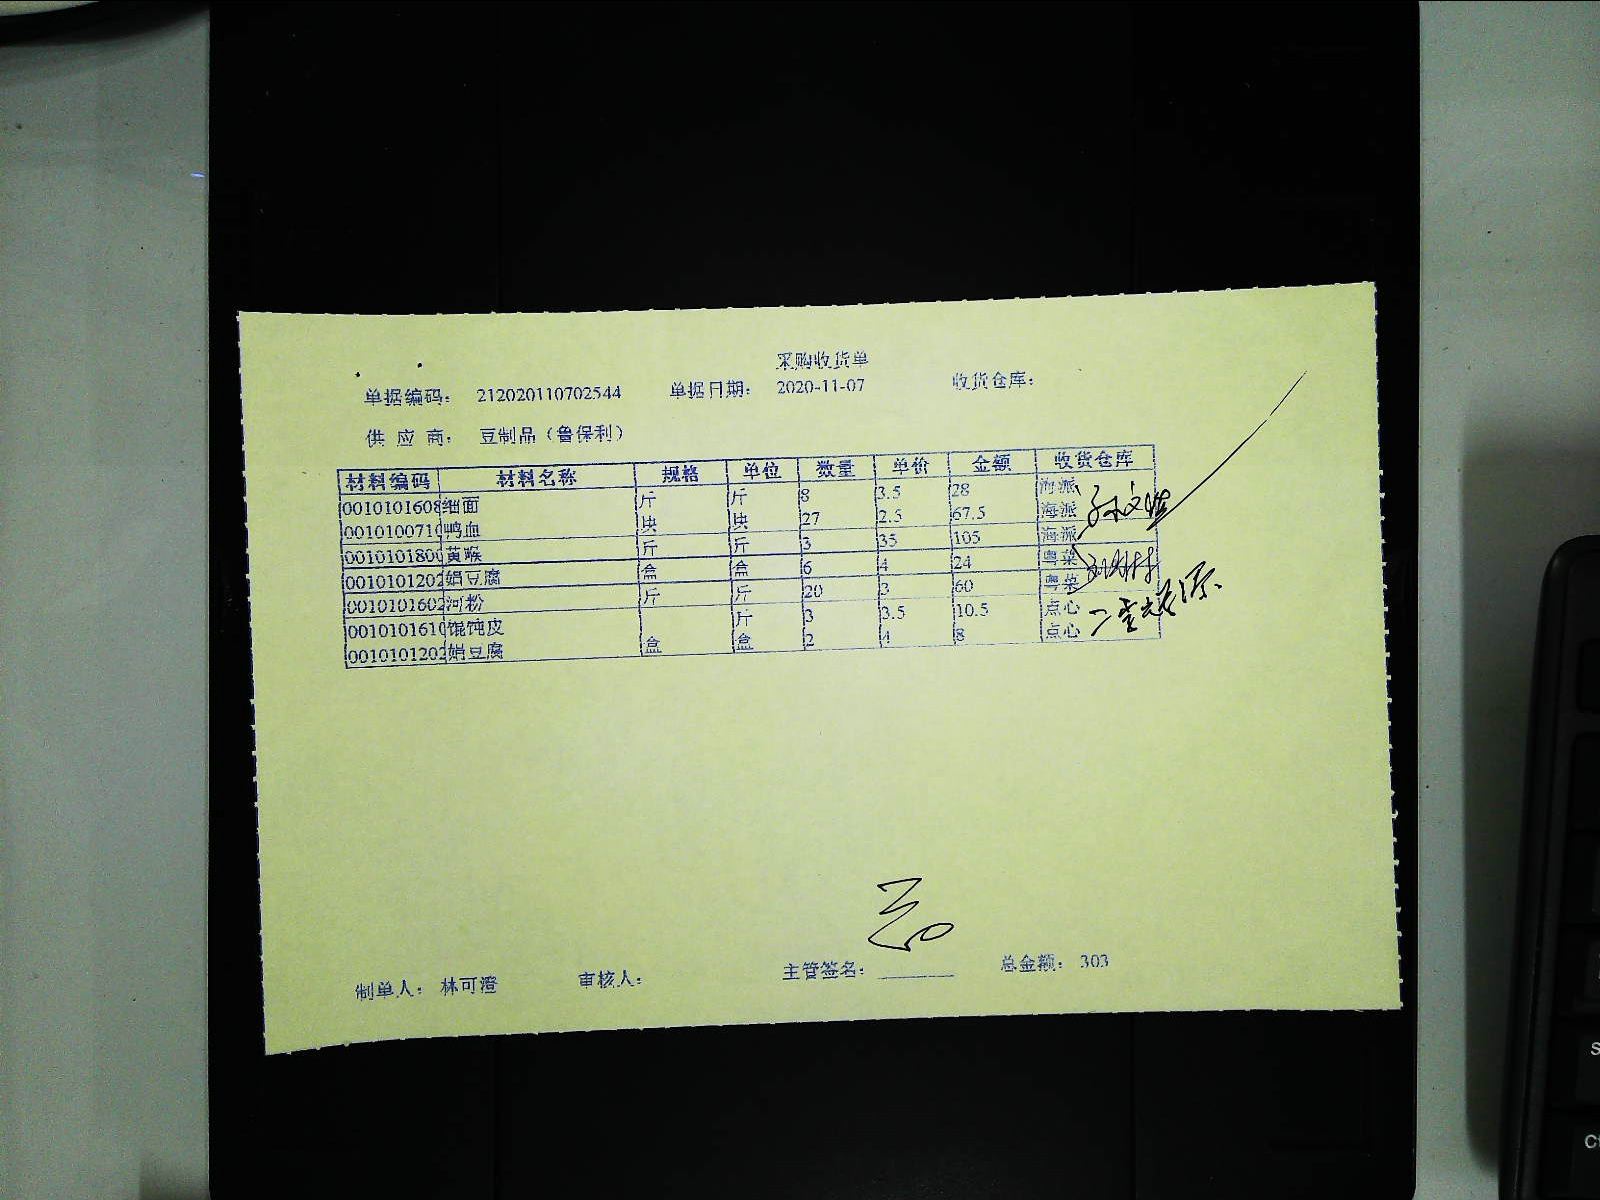 采购收货单
单据编码： 212020110702544 单据日期： 2020-11-07 收货仓库：
供 应 商： 豆制品（鲁保利）
材料编码 材料名称 规格 单位 数量 单价 金额 收货仓库
0010101608 细面 斤 斤 8 3.5 28 海派
0010100710 鸭血 块 块 27 2.5 67.5 海派
0010101800 黄喉 斤 斤 3 35 105 海派
0010101202 娟豆腐 盒 盒 6 4 24 粤菜
0010101602 河粉 斤 斤 20 3 60 粤菜
0010101610 馄饨皮 斤 3 3.5 10.5 点心
0010101202 娟豆腐 盒 盒 2 4 8 点心
制单人： 林可澄 审核人： 主管签名： 总金额： 303